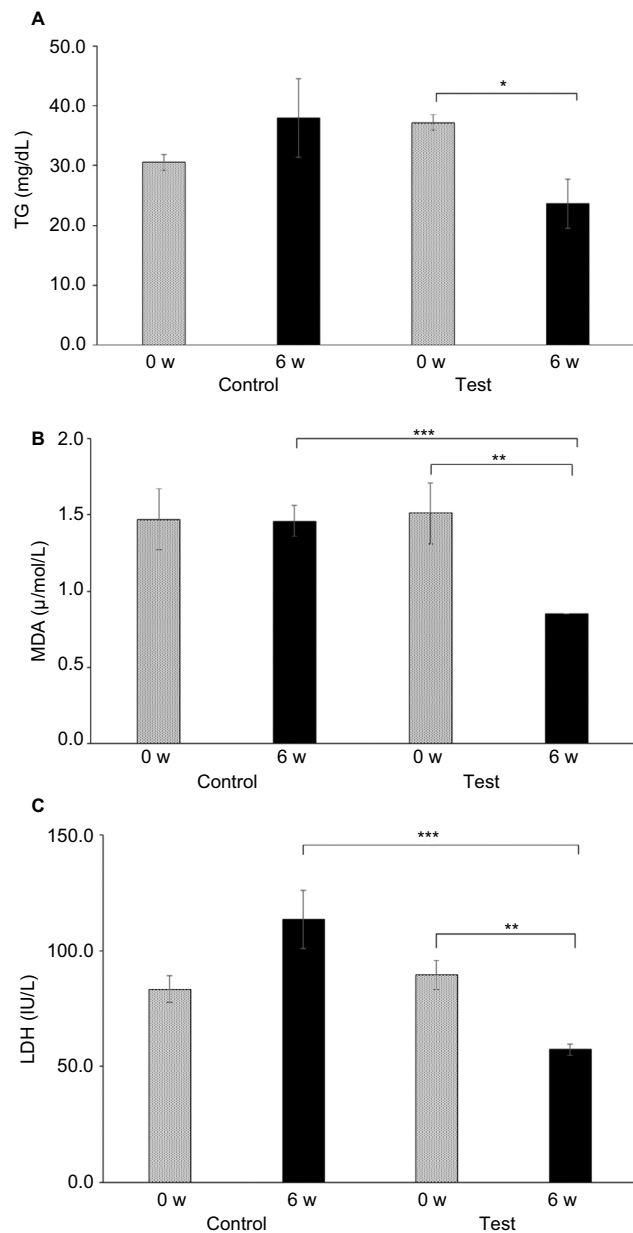 A
50.0
40.0
30.0
20.0
10.0
0.0
TG (mg/dL)
*
0 w 6 w 0 w 6 w
Control Test
B
2.0
1.5
1.0
0.5
0.0
MDA (µ/mol/L)
***
**
0 w 6 w 0 w 6 w
Control Test
C
150.0
100.0
50.0
0.0
LDH (IU/L)
***
**
0 w 6 w 0 w 6 w
Control Test